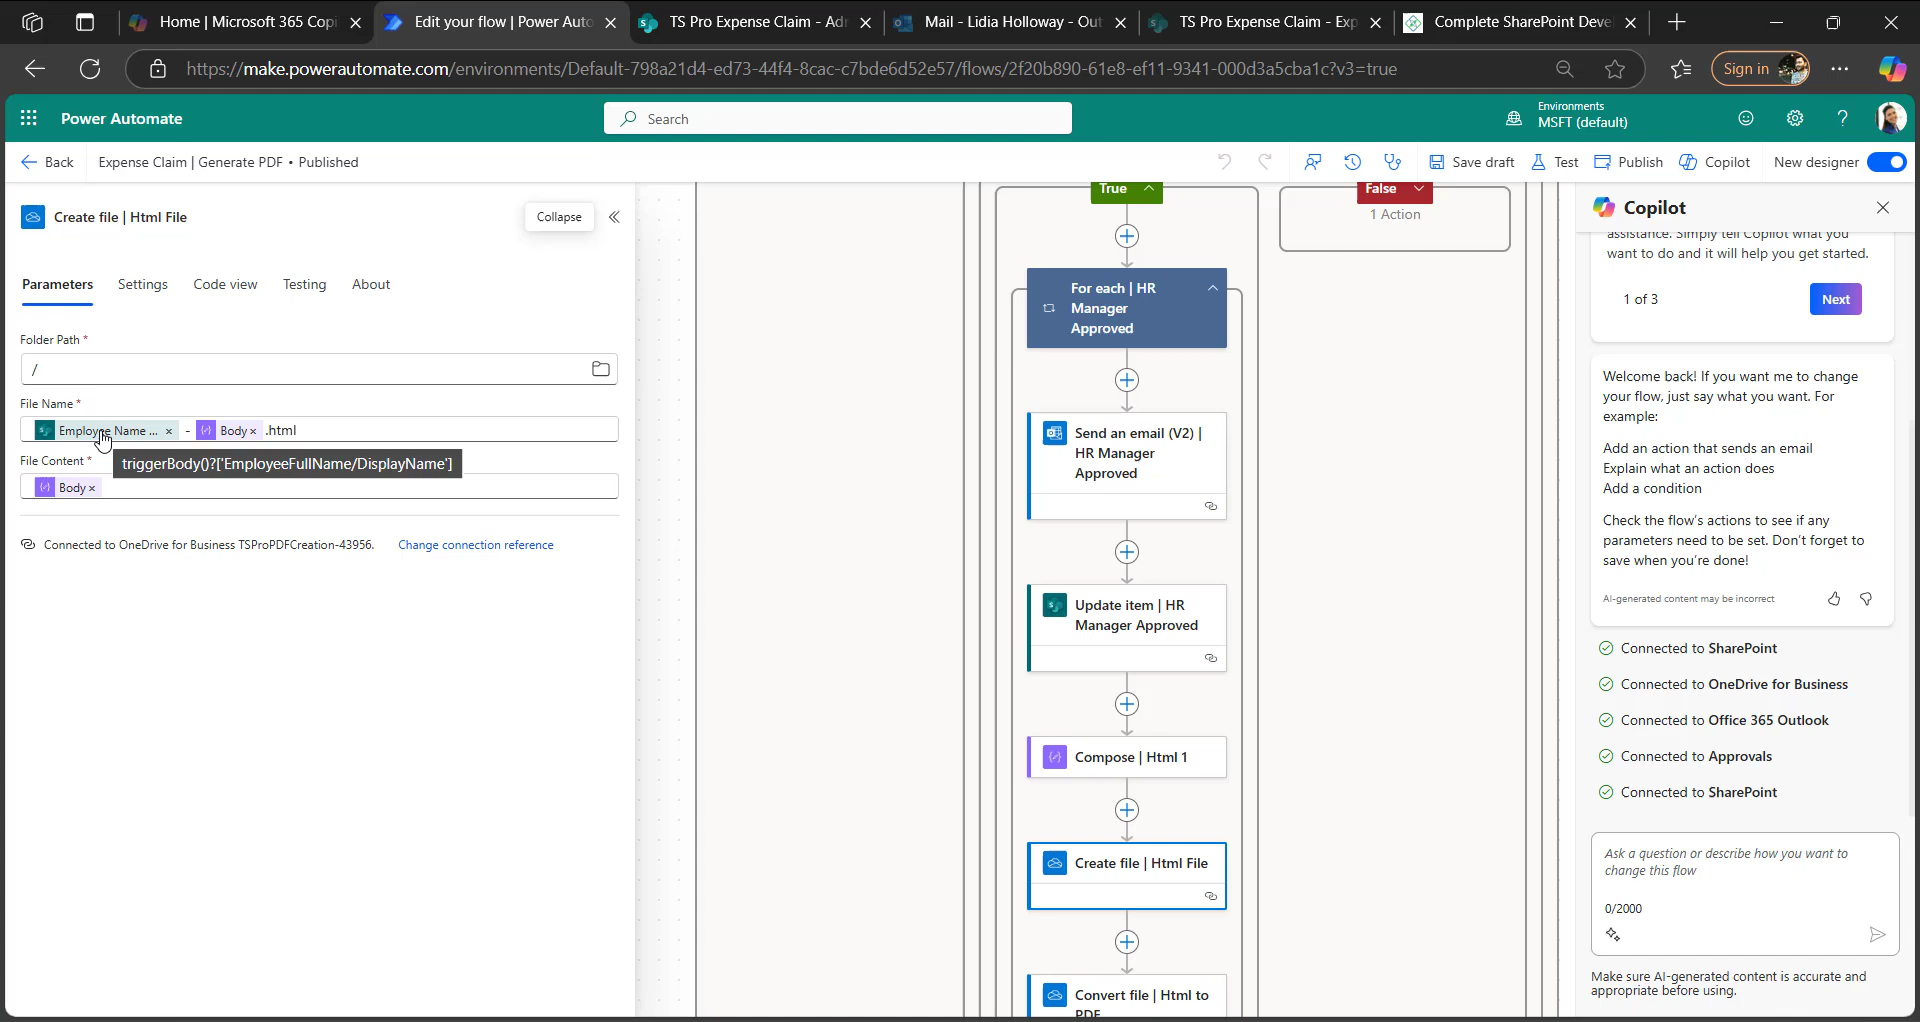 Home | Microsoft 365 Copi
Edit your flow | Power Auto
TS Pro Expense Claim - Adr
Mail - Lidia Holloway - Out
TS Pro Expense Claim - Exp
Complete SharePoint Deve
https://make.powerautomate.com/environments/Default-798a21d4-ed73-44f4-8cac-c7bde6d52e57/flows/2f20b890-61e8-ef11-9341-000d3a5cba1c?v3=true
Sign in
Power Automate
Search
Environments
MSFT (default)
Back
Expense Claim | Generate PDF • Published
Save draft
Test
Publish
Copilot
New designer
Create file | Html File
Collapse
Parameters
Settings
Code view
Testing
About
Folder Path *
/
File Name *
Employee Name ... × - Body × .html
File Content *
triggerBody()?['EmployeeFullName/DisplayName']
Body ×
Connected to OneDrive for Business TSProPDFCreation-43956.
Change connection reference
True
False
1 Action
For each | HR
Manager
Approved
Send an email (V2) |
HR Manager
Approved
Update item | HR
Manager Approved
Compose | Html 1
Create file | Html File
Convert file | Html to
PDF
Copilot
assistance. Simply tell Copilot what you
want to do and it will help you get started.
1 of 3
Next
Welcome back! If you want me to change
your flow, just say what you want. For
example:
Add an action that sends an email
Explain what an action does
Add a condition
Check the flow's actions to see if any
parameters need to be set. Don't forget to
save when you're done!
AI-generated content may be incorrect
Connected to SharePoint
Connected to OneDrive for Business
Connected to Office 365 Outlook
Connected to Approvals
Connected to SharePoint
Ask a question or describe how you want to
change this flow
0/2000
Make sure AI-generated content is accurate and
appropriate before using.